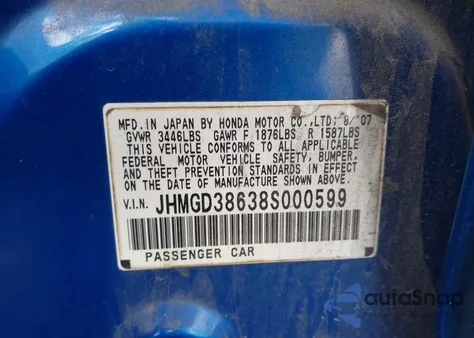 MFD. IN JAPAN BY HONDA MOTOR CO.,LTD; 8/'07
GVWR 3446LBS GAWR F 1876LBS R 1587LBS
THIS VEHICLE CONFORMS TO ALL APPLICABLE
FEDERAL MOTOR VEHICLE SAFETY, BUMPER,
AND THEFT PREVENTION STANDARDS IN EFFECT
ON THE DATE OF MANUFACTURE SHOWN ABOVE.
V.I.N. JHMGD38638S000599
PASSENGER CAR
autoSnap